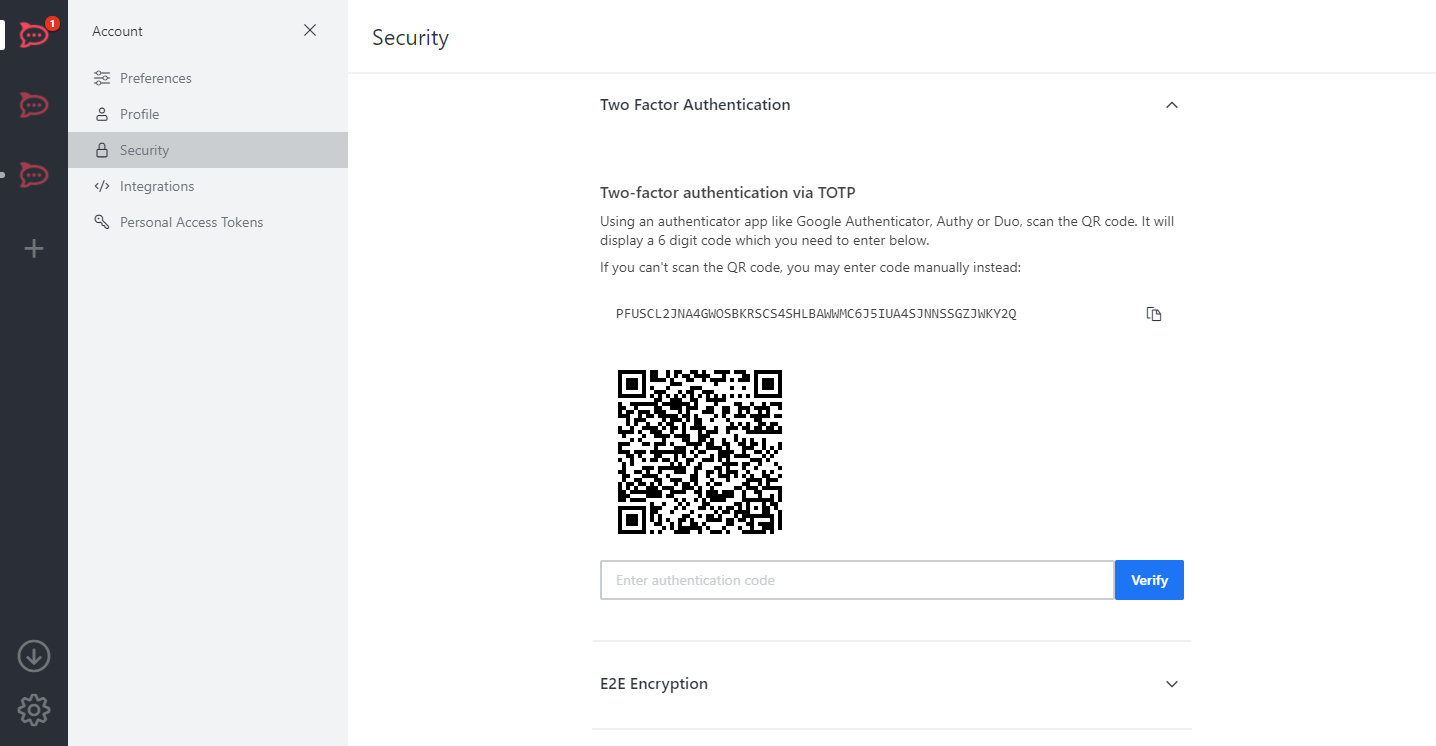 1
Account
Preferences
Profile
Security
Integrations
Personal Access Tokens
Security
Two Factor Authentication
Two-factor authentication via TOTP
Using an authenticator app like Google Authenticator, Authy or Duo, scan the QR code. It will
display a 6 digit code which you need to enter below.
If you can't scan the QR code, you may enter code manually instead:
PFUSCL2JNA4GWOSBKRSCS4SHLBAWWMC6J5IUA4SJNNSSGZJWKY2Q
Enter authentication code
Verify
E2E Encryption